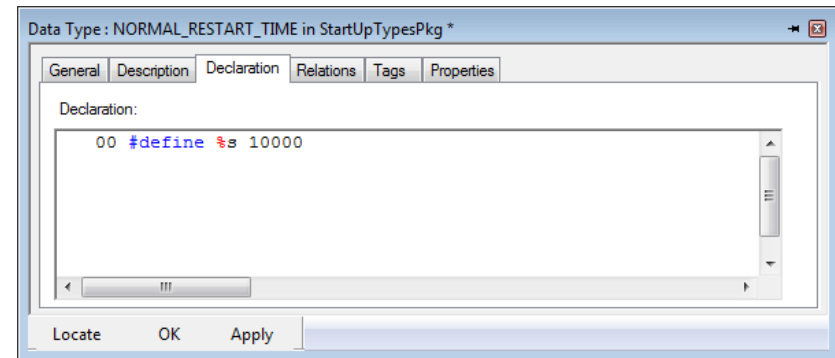 Data Type : NORMAL_RESTART_TIME in StartUpTypesPkg *
General Description Declaration Relations Tags Properties
Declaration:
00 #define %s 10000
Locate OK Apply